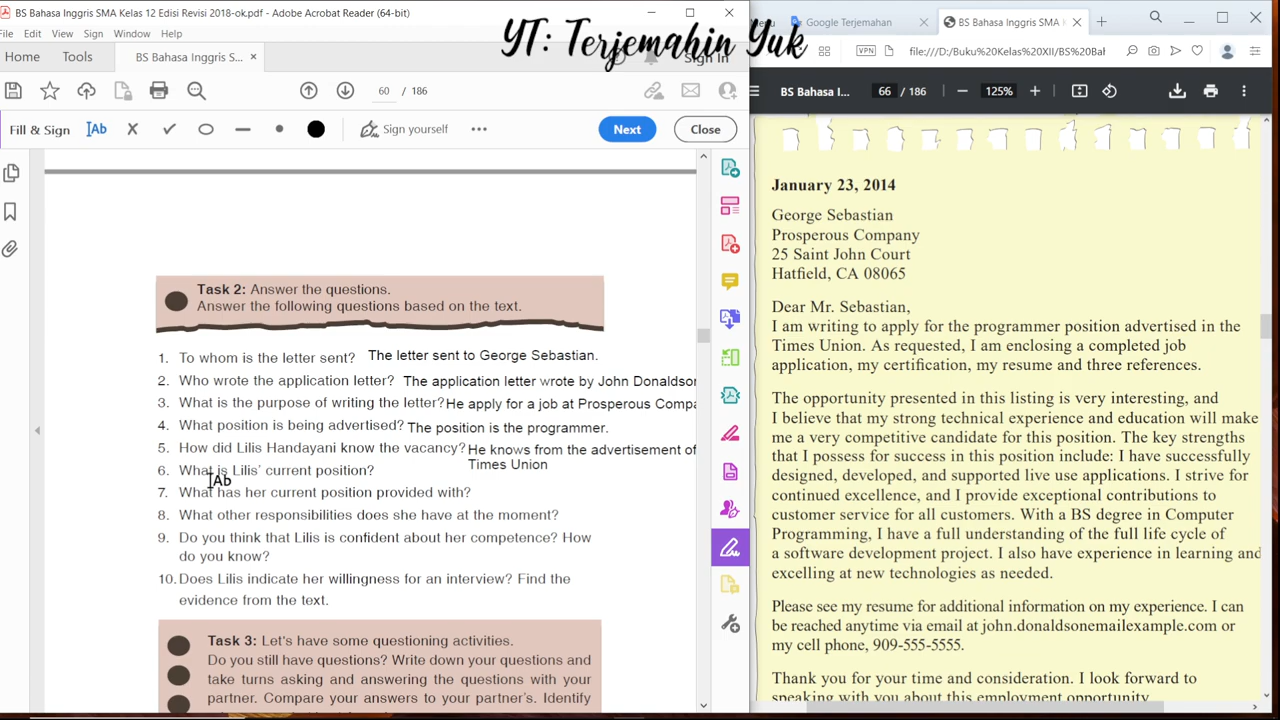 BS Bahasa Inggris SMA Kelas 12 Edisi Revisi 2018-ok.pdf - Adobe Acrobat Reader (64-bit)
File Edit View Sign Window Help
YT: Terjemahin Yuk
Home Tools BS Bahasa Inggris S... × Sign In
60 / 186
Fill & Sign Ab Sign yourself Next Close
Task 2: Answer the questions.
Answer the following questions based on the text.
1. To whom is the letter sent? The letter sent to George Sebastian.
2. Who wrote the application letter? The application letter wrote by John Donaldson
3. What is the purpose of writing the letter? He apply for a job at Prosperous Compa
4. What position is being advertised? The position is the programmer.
5. How did Lilis Handayani know the vacancy? He knows from the advertisement of
Times Union
6. What is Lilis' current position?
Ab
7. What has her current position provided with?
8. What other responsibilities does she have at the moment?
9. Do you think that Lilis is confident about her competence? How
do you know?
10. Does Lilis indicate her willingness for an interview? Find the
evidence from the text.
Task 3: Let's have some questioning activities.
Do you still have questions? Write down your questions and
take turns asking and answering the questions with your
partner. Compare your answers to your partner's. Identify
Google Terjemahan BS Bahasa Inggris SMA
VPN file:///D:/Buku%20Kelas%20XII/BS%20Bah
BS Bahasa I... 66 / 186 125%
January 23, 2014
George Sebastian
Prosperous Company
25 Saint John Court
Hatfield, CA 08065
Dear Mr. Sebastian,
I am writing to apply for the programmer position advertised in the
Times Union. As requested, I am enclosing a completed job
application, my certification, my resume and three references.
The opportunity presented in this listing is very interesting, and
I believe that my strong technical experience and education will make
me a very competitive candidate for this position. The key strengths
that I possess for success in this position include: I have successfully
designed, developed, and supported live use applications. I strive for
continued excellence, and I provide exceptional contributions to
customer service for all customers. With a BS degree in Computer
Programming, I have a full understanding of the full life cycle of
a software development project. I also have experience in learning and
excelling at new technologies as needed.
Please see my resume for additional information on my experience. I can
be reached anytime via email at john.donaldsonemailexample.com or
my cell phone, 909-555-5555.
Thank you for your time and consideration. I look forward to
speaking with you about this employment opportunity.